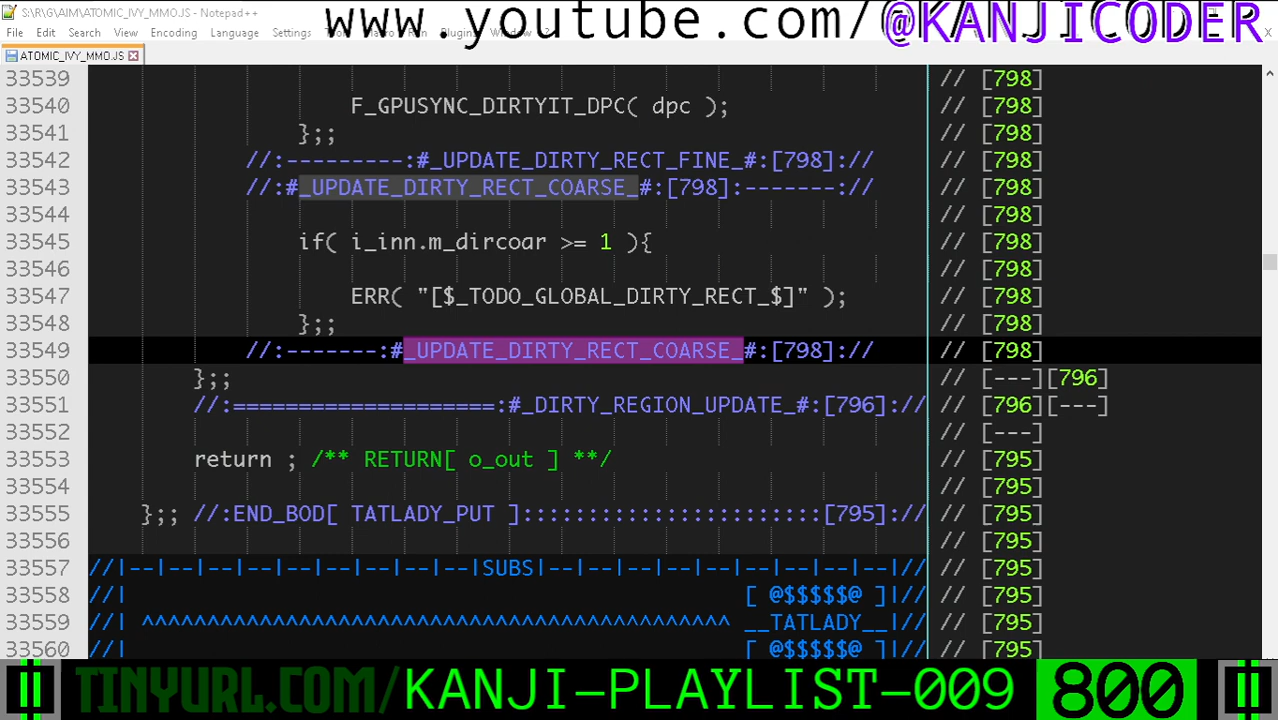 S:\R\G\AIM\ATOMIC_IVY_MMO.JS - Notepad++
www youtube.com/@KANJICODER
File Edit Search View Encoding Language Settings Macro Run Plugins
ATOMIC_IVY_MMO.JS
33539 // [798]
33540 F_GPUSYNC_DIRTYIT_DPC( dpc ); // [798]
33541 };; // [798]
33542 //:---------:#_UPDATE_DIRTY_RECT_FINE_#:[798]:// // [798]
33543 //:#_UPDATE_DIRTY_RECT_COARSE_#:[798]:-------:// // [798]
33544 // [798]
33545 if( i_inn.m_dircoar >= 1 ){ // [798]
33546 // [798]
33547 ERR( "[$_TODO_GLOBAL_DIRTY_RECT_$]" ); // [798]
33548 };; // [798]
33549 //:-------:#_UPDATE_DIRTY_RECT_COARSE_#:[798]:// // [798]
33550 };; // [---][796]
33551 //:====================:#_DIRTY_REGION_UPDATE_#:[796]:// // [796][---]
33552 // [---]
33553 return ; /** RETURN[ o_out ] **/ // [795]
33554 // [795]
33555 };; //:END_BOD[ TATLADY_PUT ]:::::::::::::::::::::::[795]:// // [795]
33556 // [795]
33557 //|--|--|--|--|--|--|--|--|SUBS|--|--|--|--|--|--|--|--|// // [795]
33558 //| [ @$$$$$@ ]|// // [795]
33559 //| ^^^^^^^^^^^^^^^^^^^^^^^^^^^^^^^^^^^^^^^^^^^^^ __TATLADY__|// // [795]
33560 //| [ @$$$$$@ ]|// // [795]
TINYURL.COM/KANJI-PLAYLIST-009 800